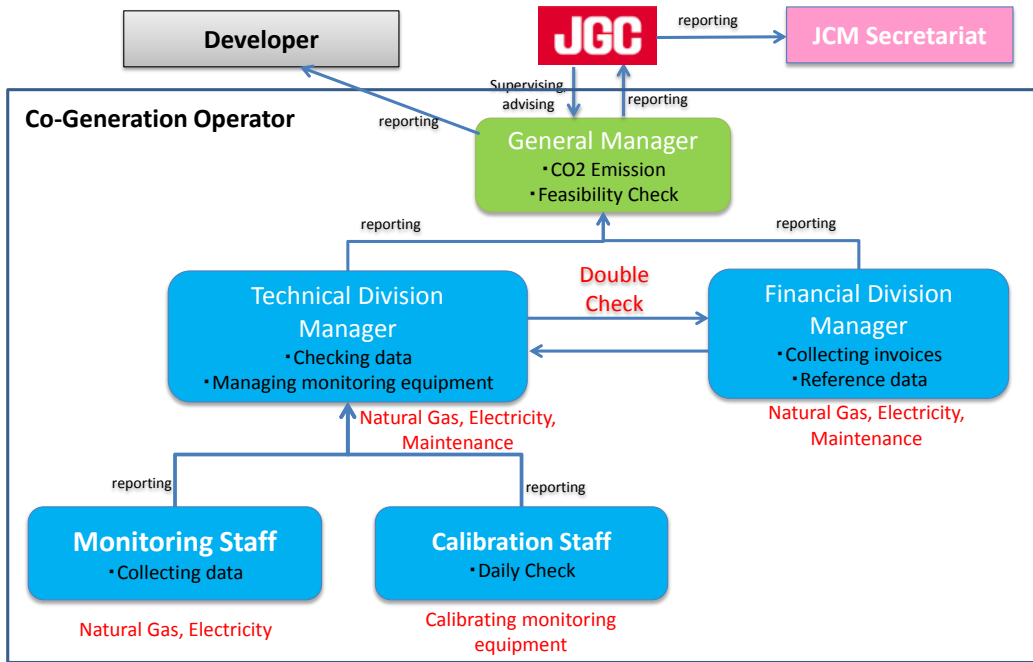 Developer
JGC
reporting
JCM Secretariat
Supervising,
advising
reporting
reporting
Co-Generation Operator
General Manager
・CO2 Emission
・Feasibility Check
reporting
reporting
Technical Division
Manager
・Checking data
・Managing monitoring equipment
Double
Check
Financial Division
Manager
・Collecting invoices
・Reference data
Natural Gas, Electricity,
Maintenance
Natural Gas, Electricity,
Maintenance
reporting
reporting
Monitoring Staff
・Collecting data
Calibration Staff
・Daily Check
Natural Gas, Electricity
Calibrating monitoring
equipment